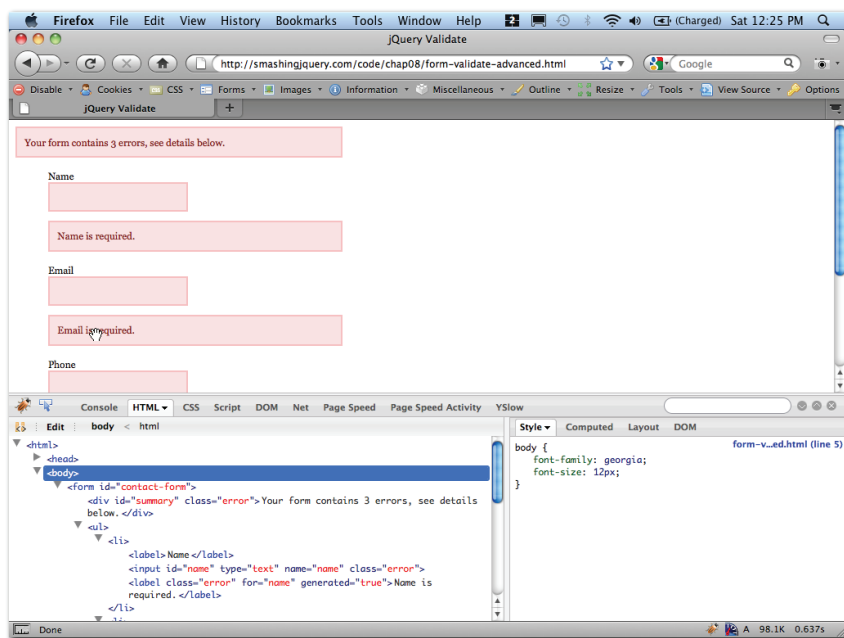 Firefox File Edit View History Bookmarks Tools Window Help 2 (Charged) Sat 12:25 PM
jQuery Validate
http://smashingjquery.com/code/chap08/form-validate-advanced.html Google
Disable Cookies CSS Forms Images Information Miscellaneous Outline Resize Tools View Source Options
jQuery Validate +
Your form contains 3 errors, see details below.
Name
Name is required.
Email
Email is required.
Phone
Console HTML CSS Script DOM Net Page Speed Page Speed Activity YSlow
Edit body < html
Style Computed Layout DOM
<html>
<head>
<body>
<form id="contact-form">
<div id="summary" class="error">Your form contains 3 errors, see details
below.</div>
<ul>
<li>
<label>Name</label>
<input id="name" type="text" name="name" class="error">
<label class="error" for="name" generated="true">Name is
required.</label>
</li>
<li>
body { form-v...ed.html (line 5)
font-family: georgia;
font-size: 12px;
}
Done A 98.1K 0.637s